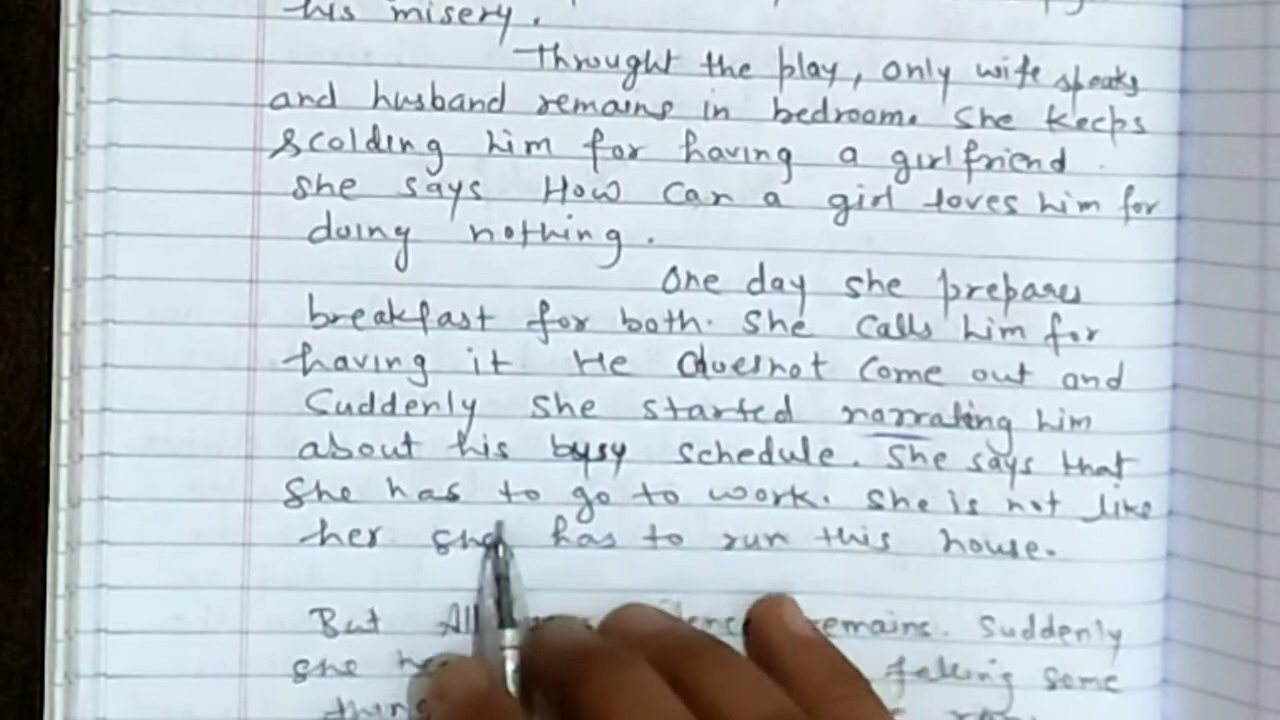 his misery.
Throught the play, only wife speaks
and husband remains in bedroom. She keeps
scolding him for having a girlfriend
she says How can a girl loves him for
doing nothing.
One day she prepares
breakfast for both. She calls him for
having it He doesnot come out and
Suddenly she started narrating him
about his bysy schedule. She says that
she has to go to work. She is not like
her she has to run this house.
But All remains. Suddenly
she falling some